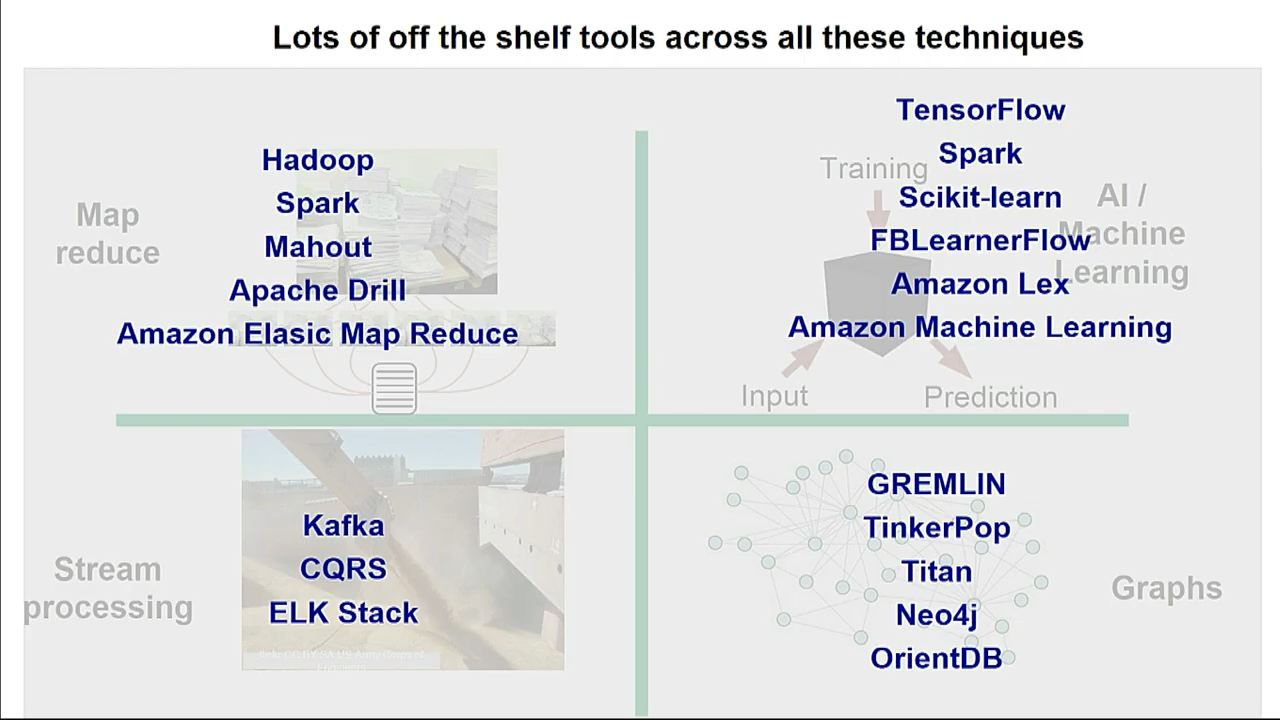 Lots of off the shelf tools across all these techniques
Map
reduce
Hadoop
Spark
Mahout
Apache Drill
Amazon Elasic Map Reduce
TensorFlow
Spark
Scikit-learn
FBLearnerFlow
Amazon Lex
Amazon Machine Learning
Training
Input
Prediction
AI /
Machine
Learning
Stream
processing
Kafka
CQRS
ELK Stack
GREMLIN
TinkerPop
Titan
Neo4j
OrientDB
Graphs